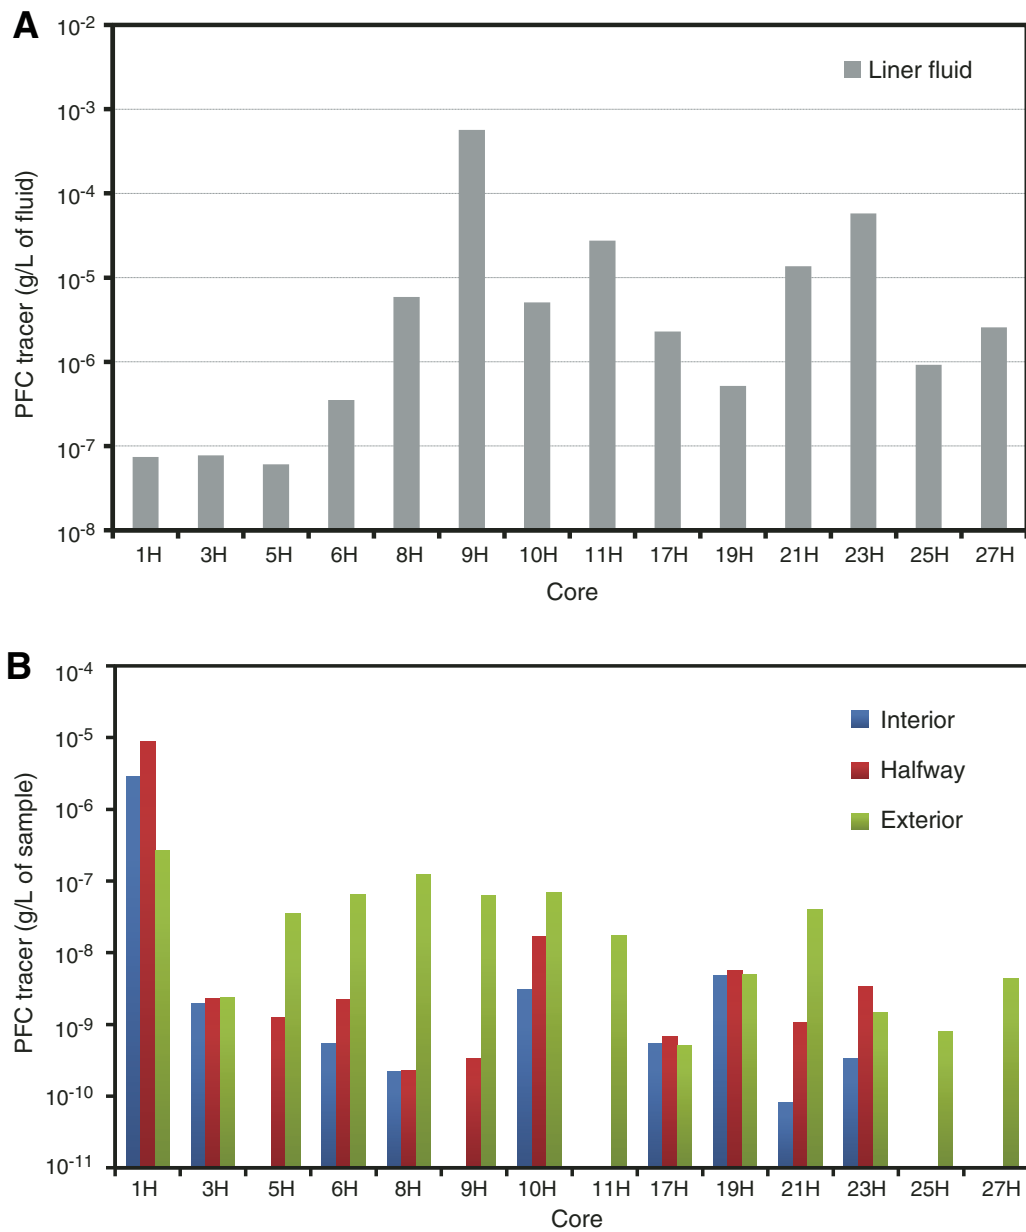 A
PFC tracer (g/L of fluid)
10-2
10-3
10-4
10-5
10-6
10-7
10-8
Liner fluid
1H 3H 5H 6H 8H 9H 10H 11H 17H 19H 21H 23H 25H 27H
Core
B
PFC tracer (g/L of sample)
10-4
10-5
10-6
10-7
10-8
10-9
10-10
10-11
Interior
Halfway
Exterior
1H 3H 5H 6H 8H 9H 10H 11H 17H 19H 21H 23H 25H 27H
Core